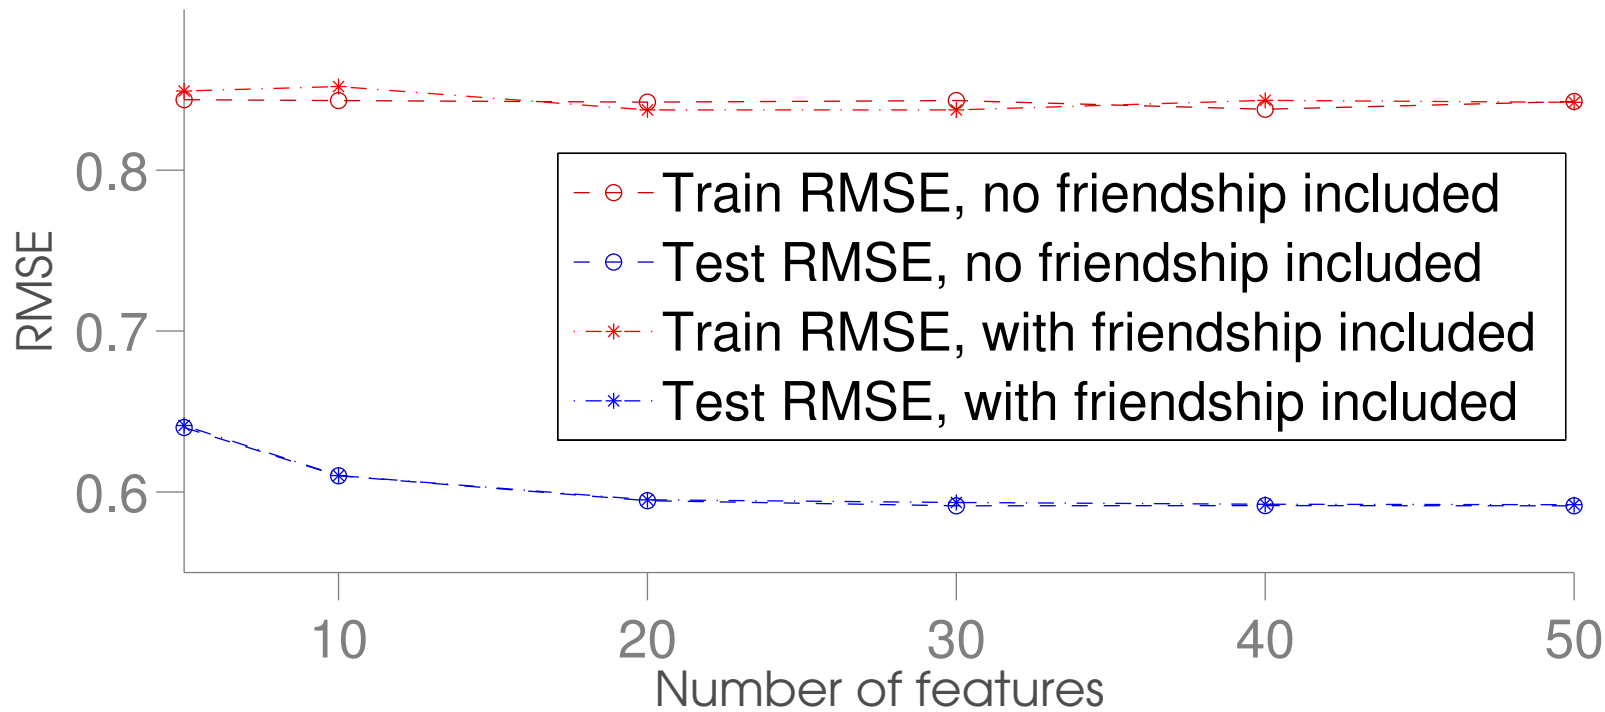 0.8
0.7
0.6
RMSE
Train RMSE, no friendship included
Test RMSE, no friendship included
Train RMSE, with friendship included
Test RMSE, with friendship included
10 20 30 40 50
Number of features